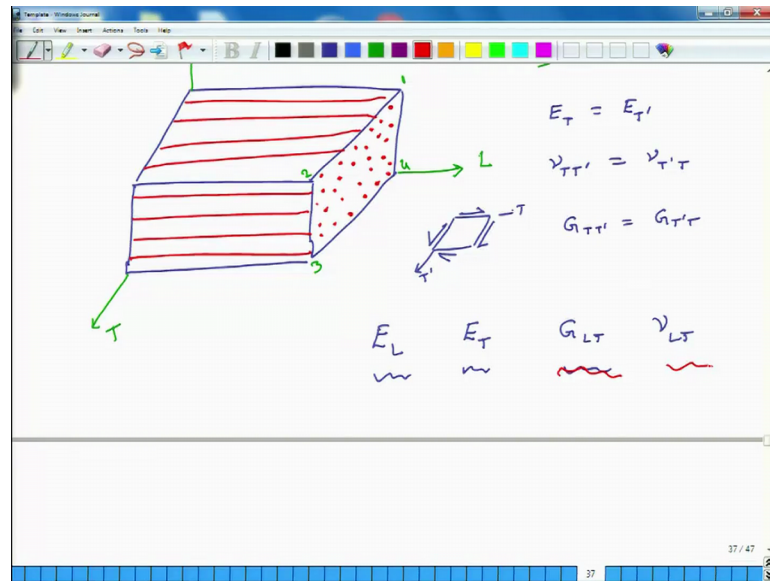 Template - Windows Journal
File Edit View Insert Actions Tools Help
B I
1
E_T = E_T'
2
4
L
ν_TT' = ν_T'T
T
G_TT' = G_T'T
T'
3
T
E_L E_T G_LT ν_LT
37 / 47
37